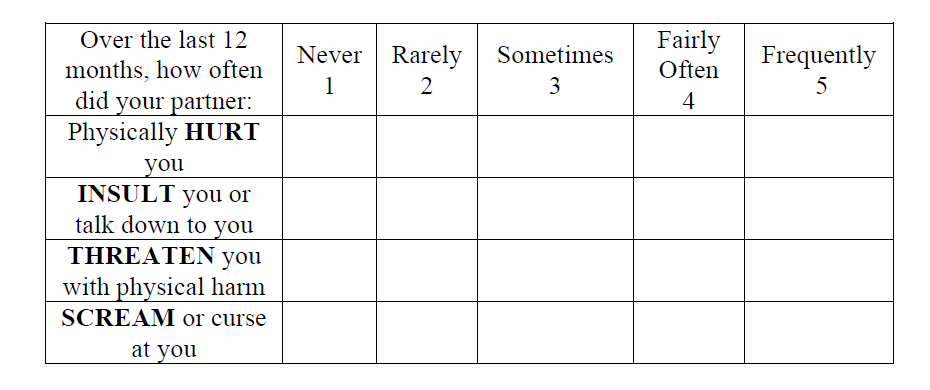 Over the last 12
months, how often
did your partner:
Never
1
Rarely
2
Sometimes
3
Fairly
Often
4
Frequently
5
Physically HURT
you
INSULT you or
talk down to you
THREATEN you
with physical harm
SCREAM or curse
at you